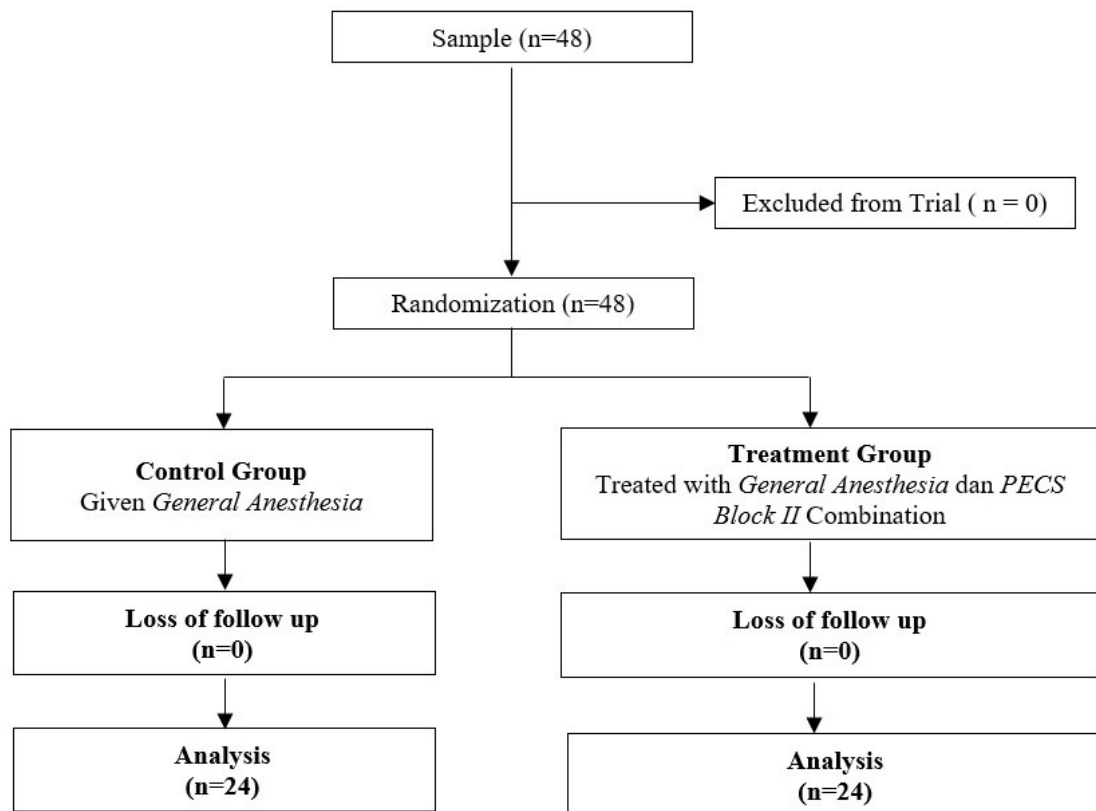 Sample (n=48)
Excluded from Trial ( n = 0)
Randomization (n=48)
Control Group
Given General Anesthesia
Treatment Group
Treated with General Anesthesia dan PECS
Block II Combination
Loss of follow up
(n=0)
Loss of follow up
(n=0)
Analysis
(n=24)
Analysis
(n=24)